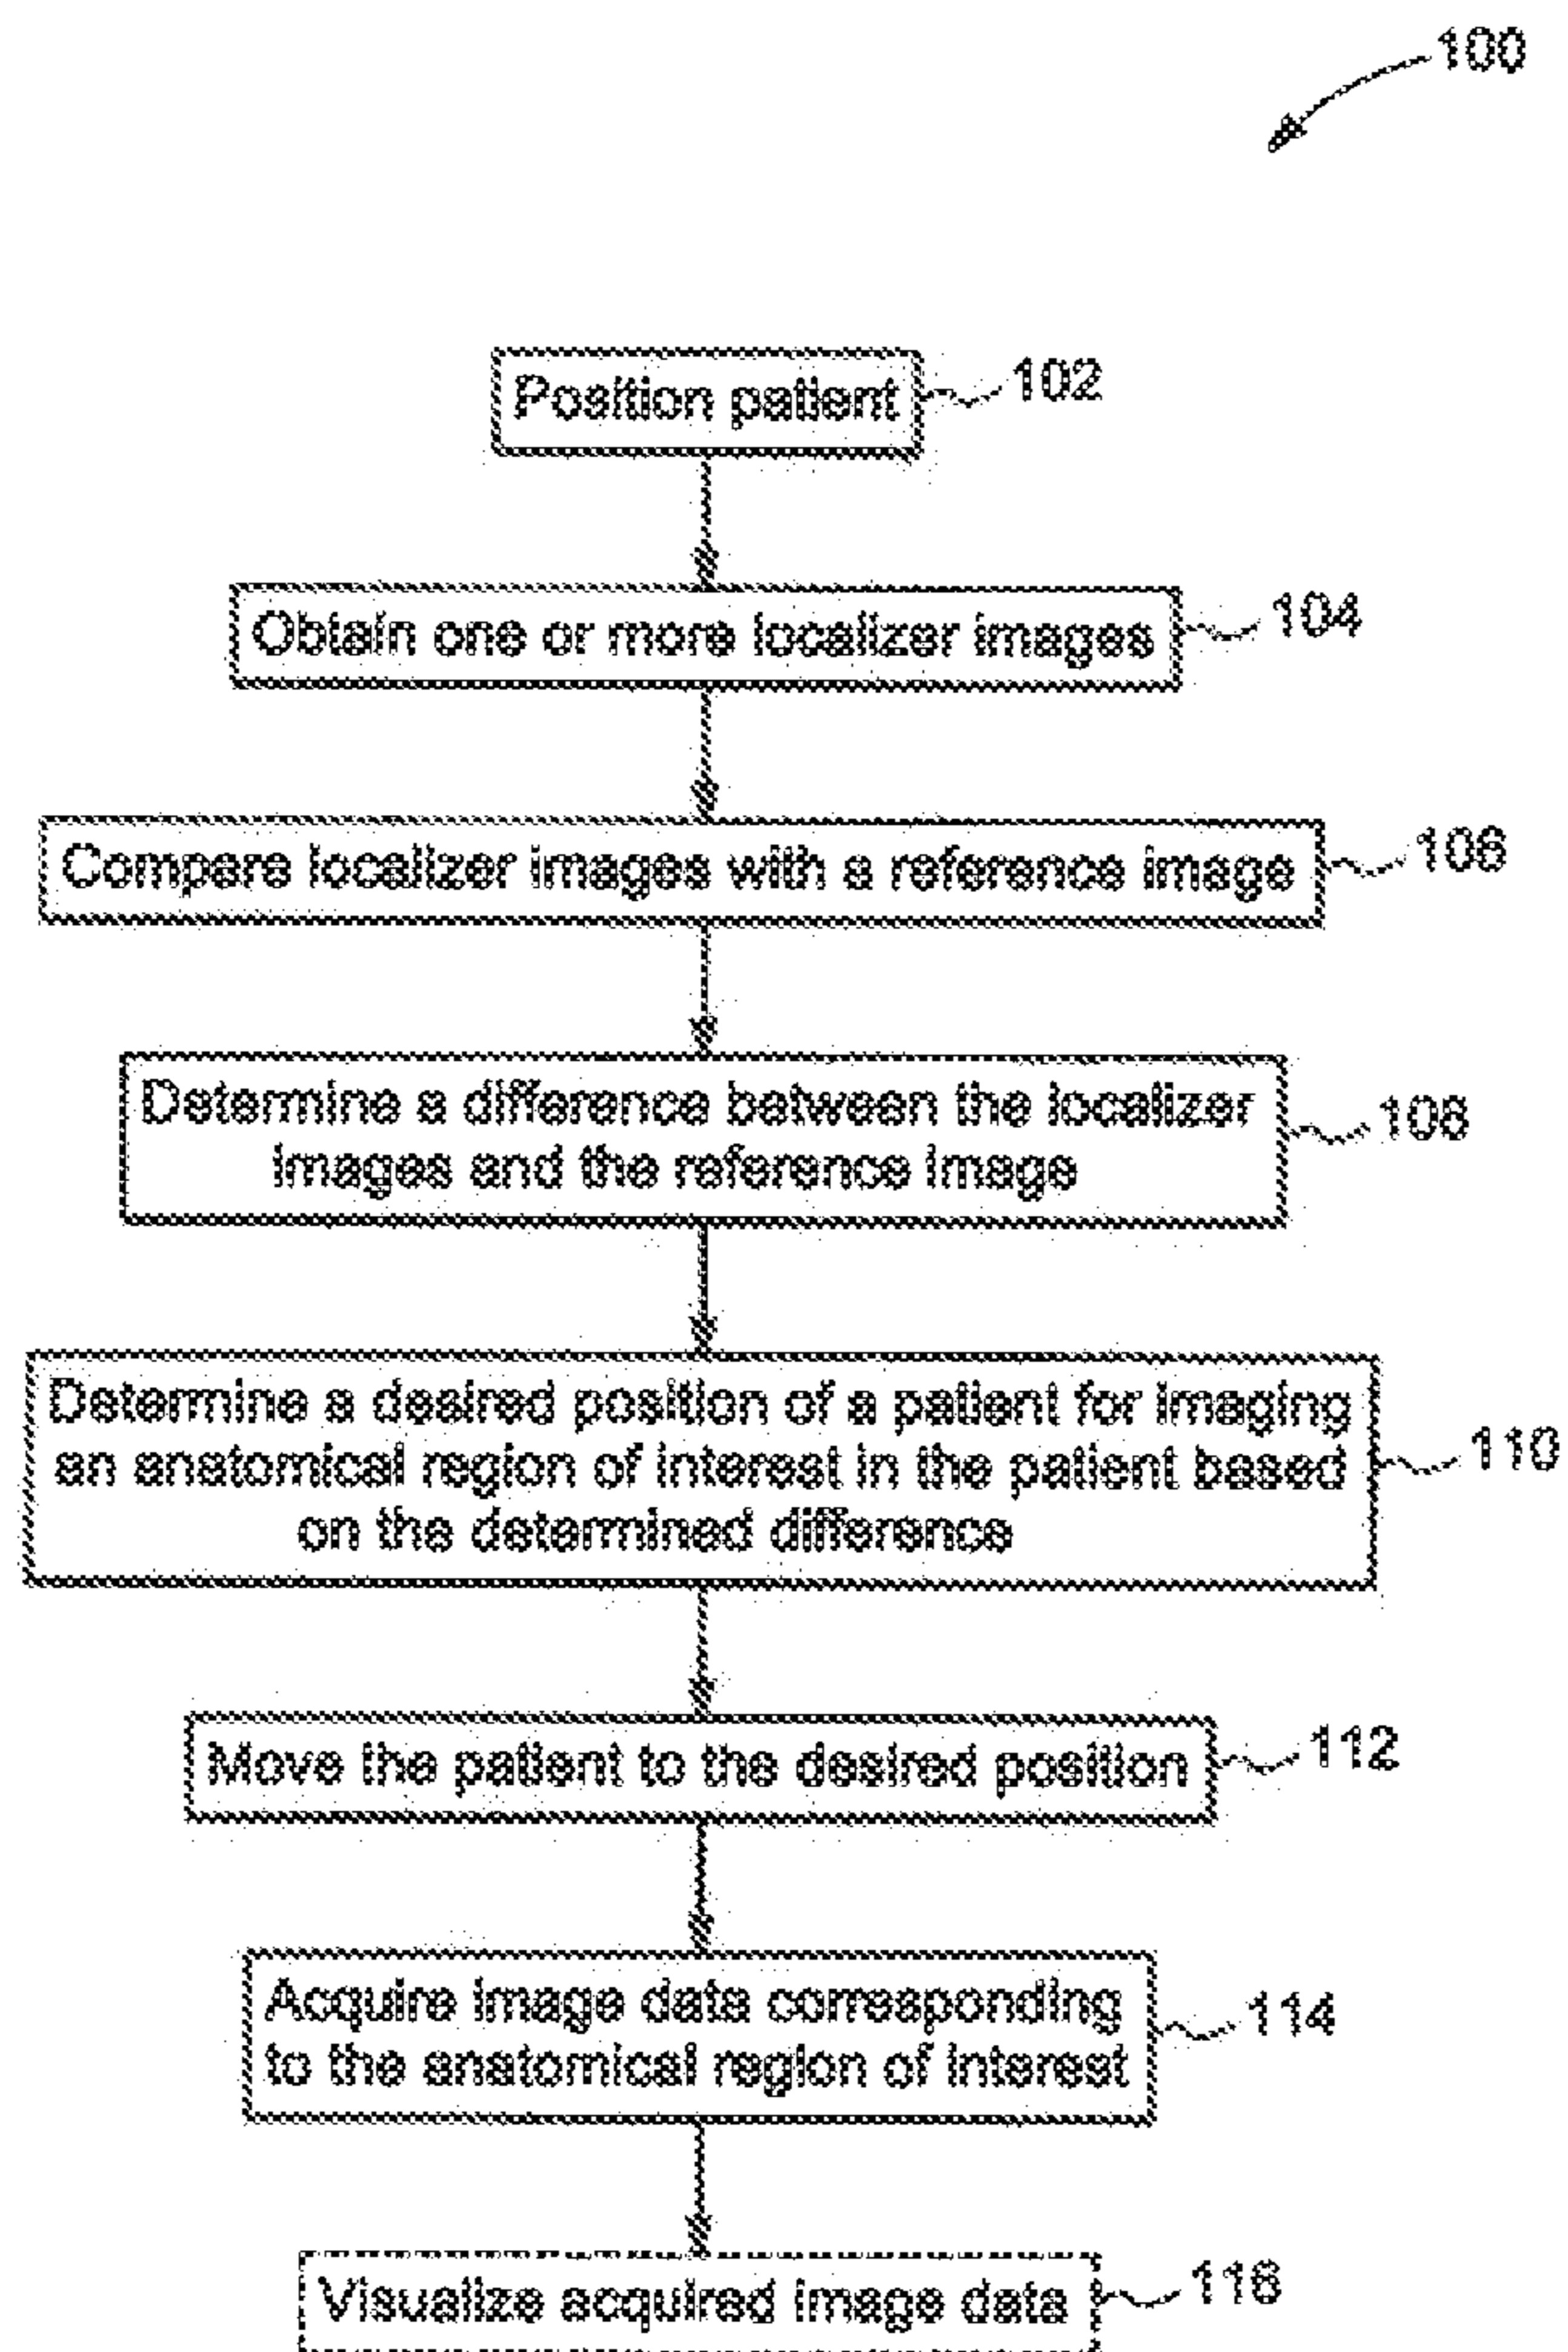 100
Position patient
102
Obtain one or more localizer images
104
Compare localizer images with a reference image
106
Determine a difference between the localizer
images and the reference image
108
Determine a desired position of a patient for imaging
an anatomical region of interest in the patient based
on the determined difference
110
Move the patient to the desired position
112
Acquire image data corresponding
to the anatomical region of interest
114
Visualize acquired image data
116